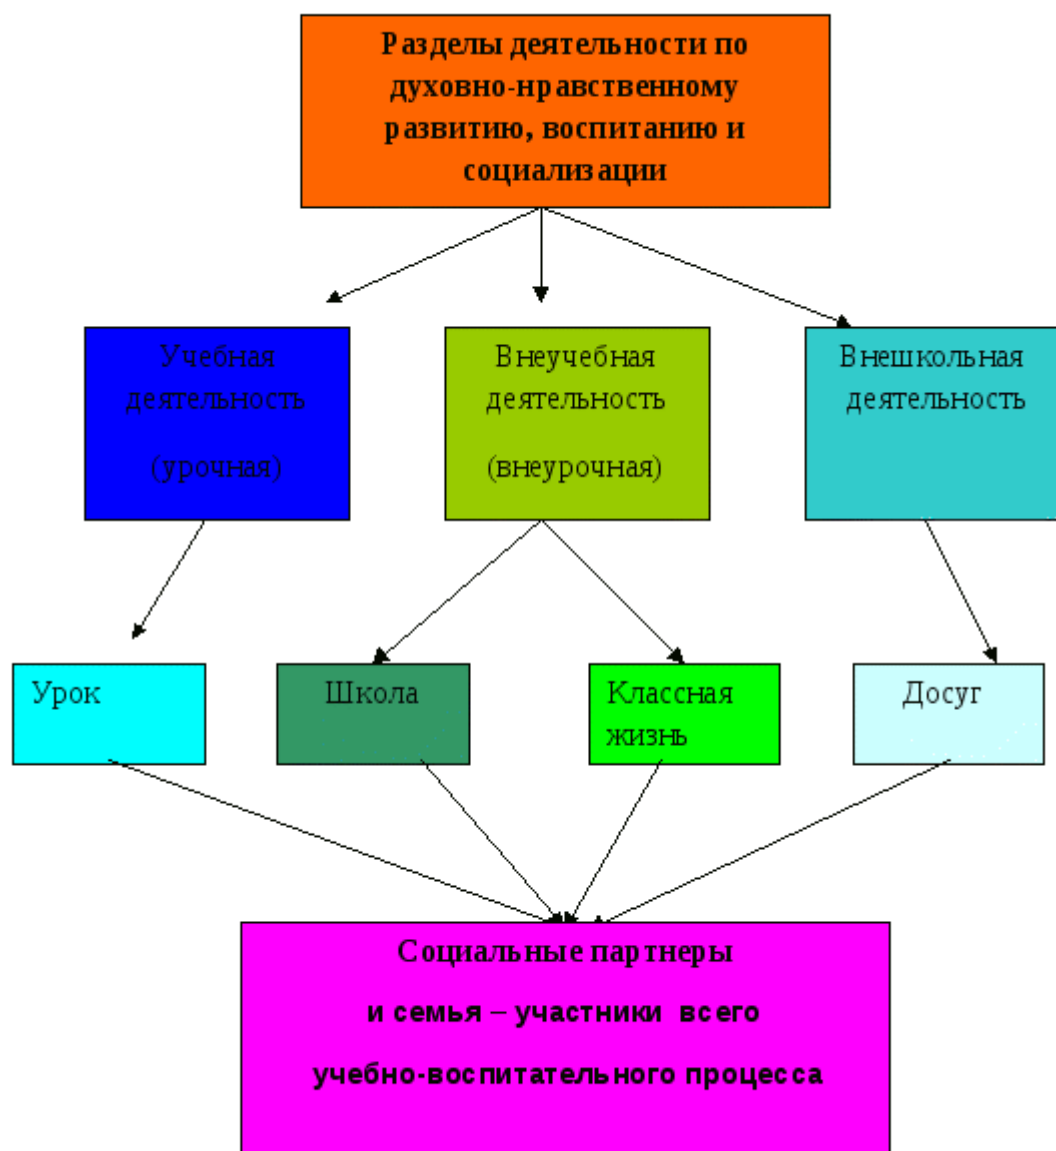 Разделы деятельности по
духовно-нравственному
развитию, воспитанию и
социализации
Учебная
деятельность
(урочная)
Внеучебная
деятельность
(внеурочная)
Внешкольная
деятельность
Урок
Школа
Классная
жизнь
Досуг
Социальные партнеры
и семья – участники всего
учебно-воспитательного процесса